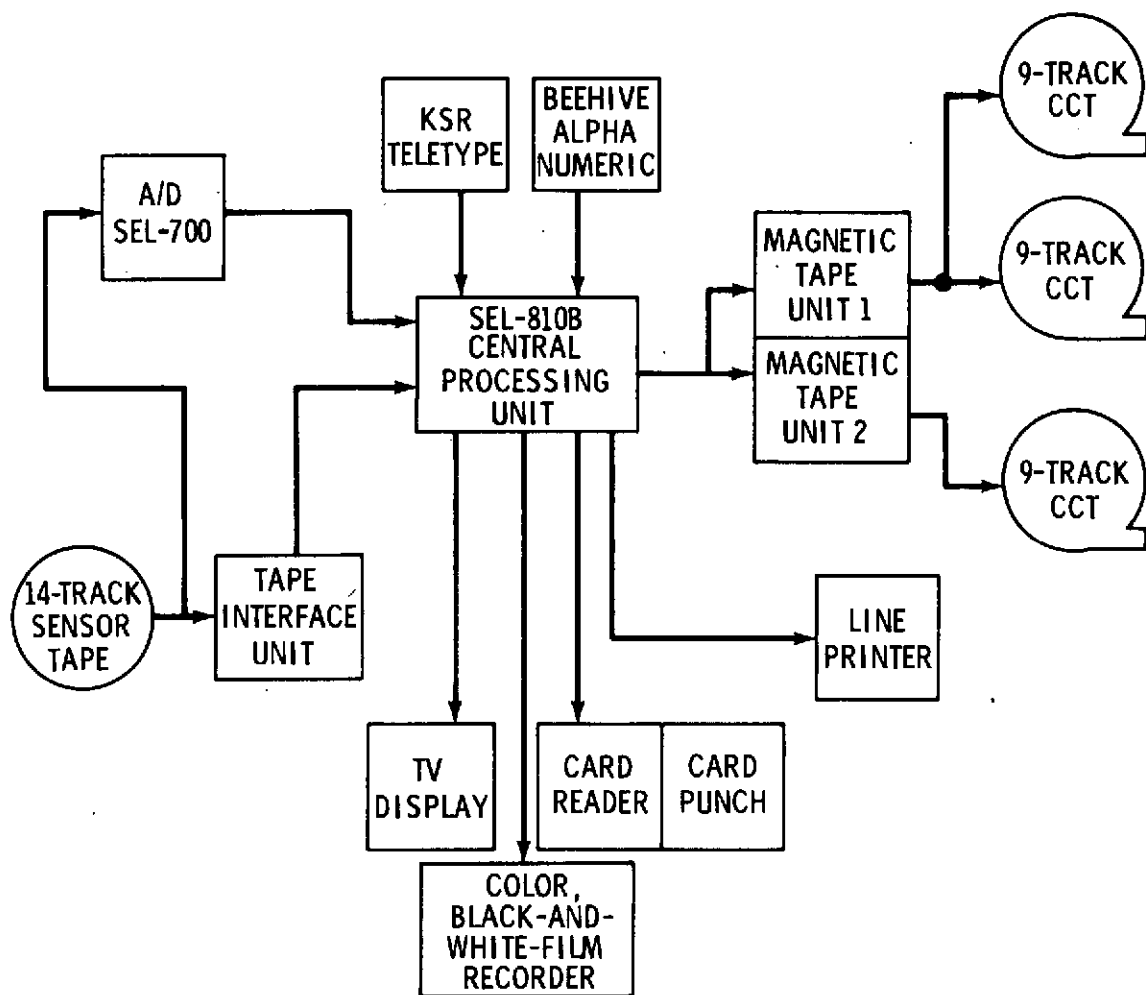 9-TRACK
CCT
KSR
TELETYPE
BEEHIVE
ALPHA
NUMERIC
A/D
SEL-700
MAGNETIC
TAPE
UNIT 1
9-TRACK
CCT
SEL-810B
CENTRAL
PROCESSING
UNIT
MAGNETIC
TAPE
UNIT 2
9-TRACK
CCT
14-TRACK
SENSOR
TAPE
TAPE
INTERFACE
UNIT
LINE
PRINTER
TV
DISPLAY
CARD
READER
CARD
PUNCH
COLOR,
BLACK-AND-
WHITE-FILM
RECORDER